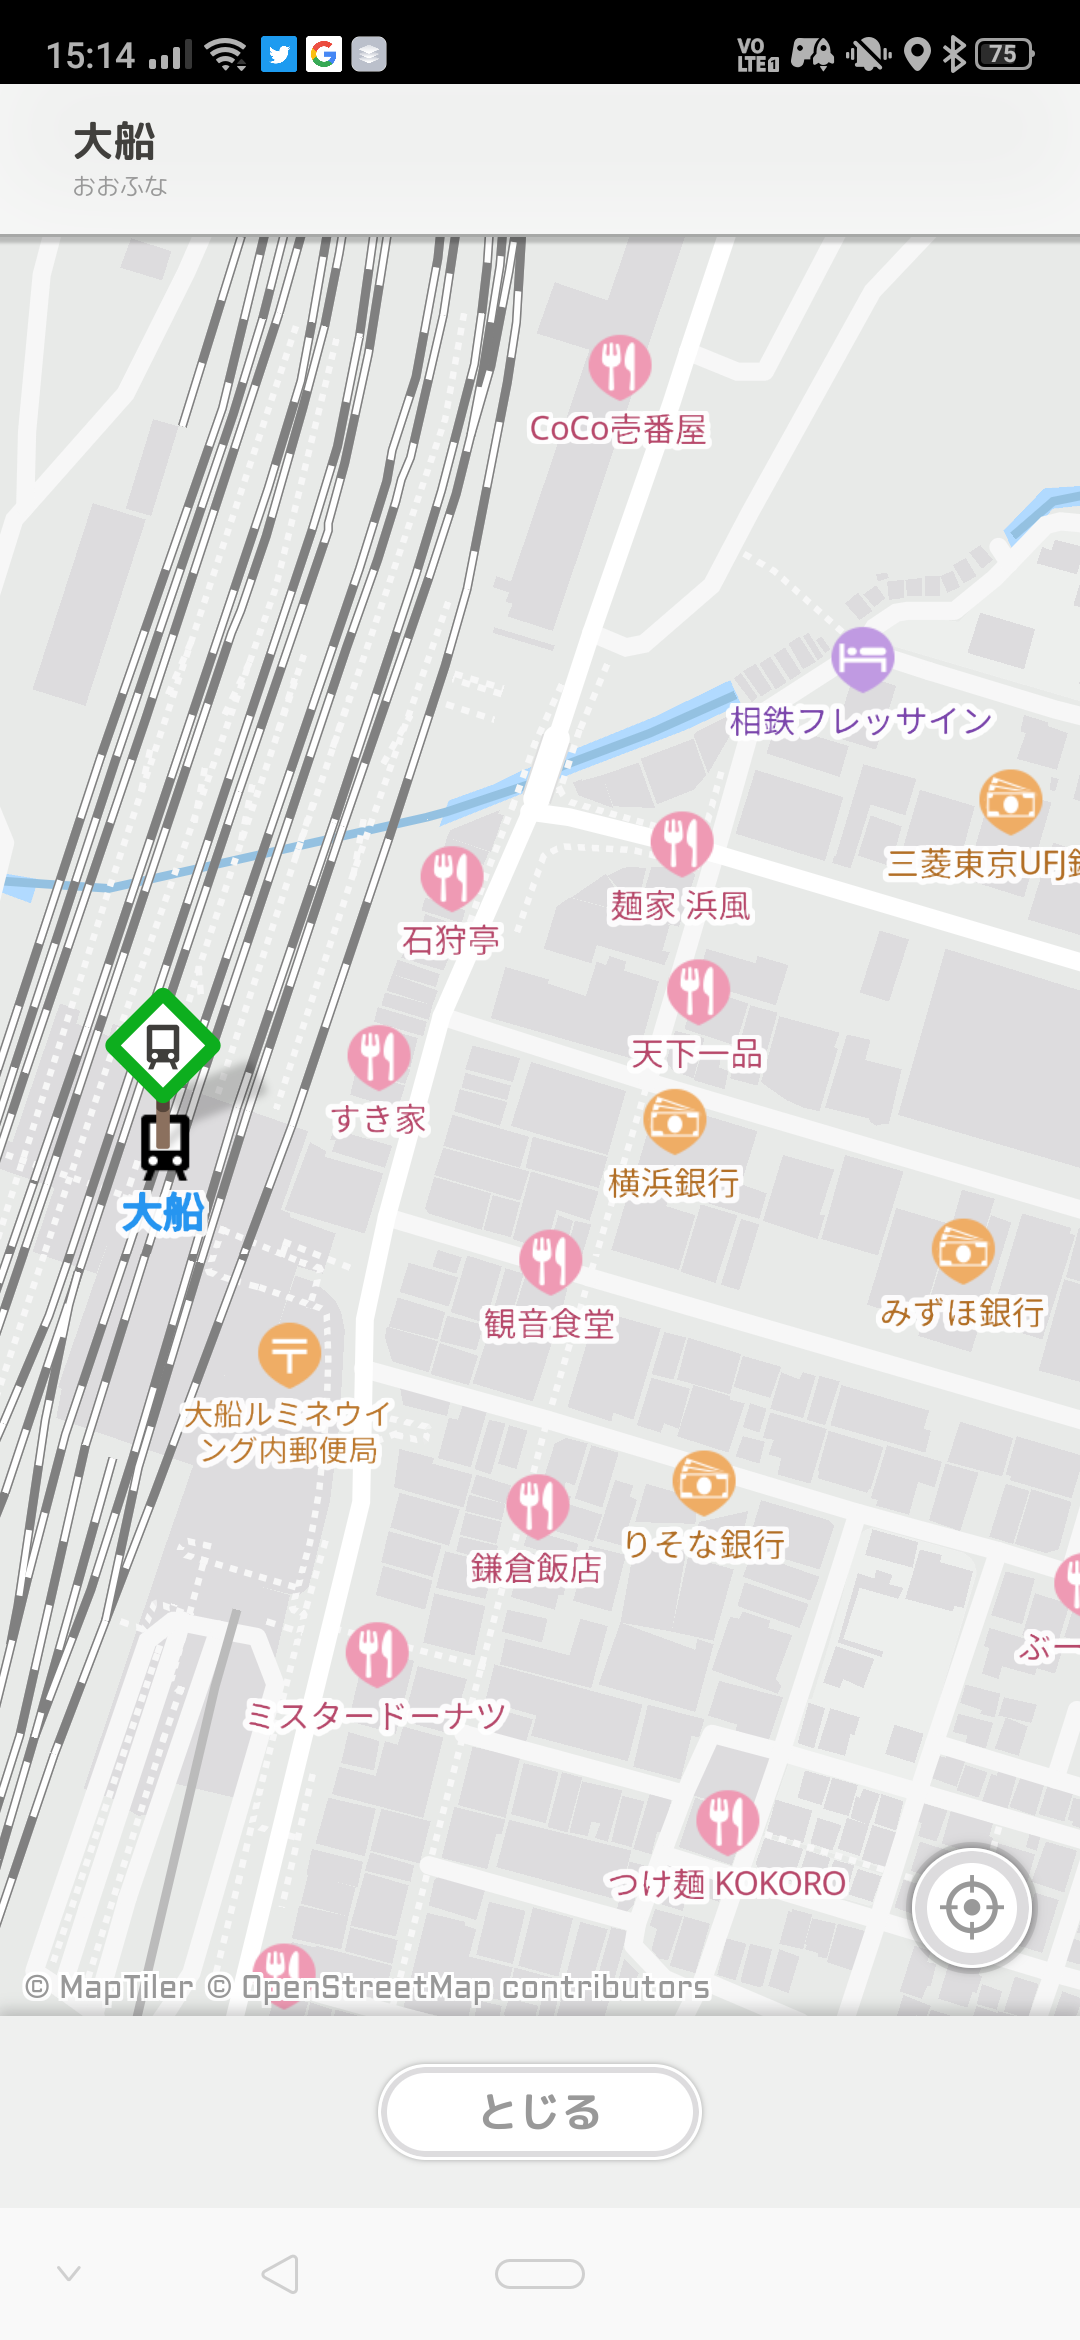 15:14
VO LTE1
75
大船
おおふな
CoCo壱番屋
相鉄フレッサイン
三菱東京UFJ
麺家 浜風
石狩亭
天下一品
すき家
横浜銀行
大船
みずほ銀行
観音食堂
大船ルミネウイ
ング内郵便局
りそな銀行
鎌倉飯店
ぶー
ミスタードーナツ
つけ麺 KOKORO
© MapTiler © OpenStreetMap contributors
とじる